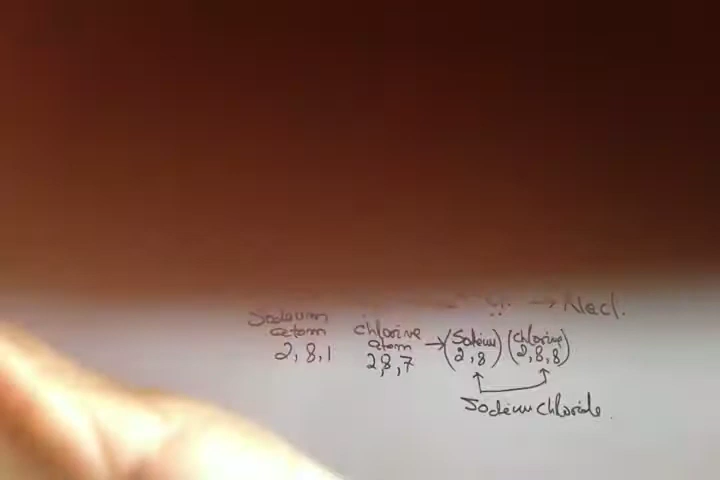 → Nacl.
Sodium atom 2, 8, 1
chlorine atom 2,8,7
→ (Sodium 2,8) (chlorine 2,8,8)
Sodium chloride